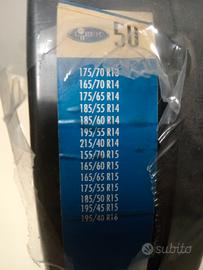 50
175/70 R13
165/70 R14
175/65 R14
185/55 R14
185/60 R14
195/55 R14
215/40 R14
155/70 R15
165/60 R15
165/65 R15
175/55 R15
185/50 R15
195/45 R15
195/40 R16
subito